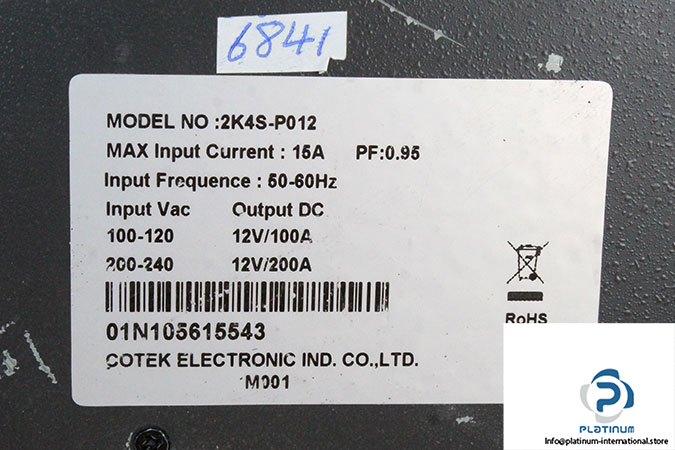 6841
MODEL NO :2K4S-P012
MAX Input Current : 15A PF:0.95
Input Frequence : 50-60Hz
Input Vac Output DC
100-120 12V/100A
200-240 12V/200A
01N105615543
COTEK ELECTRONIC IND. CO.,LTD.
M001
RoHS
PLATINUM
Info@platinum-international.store